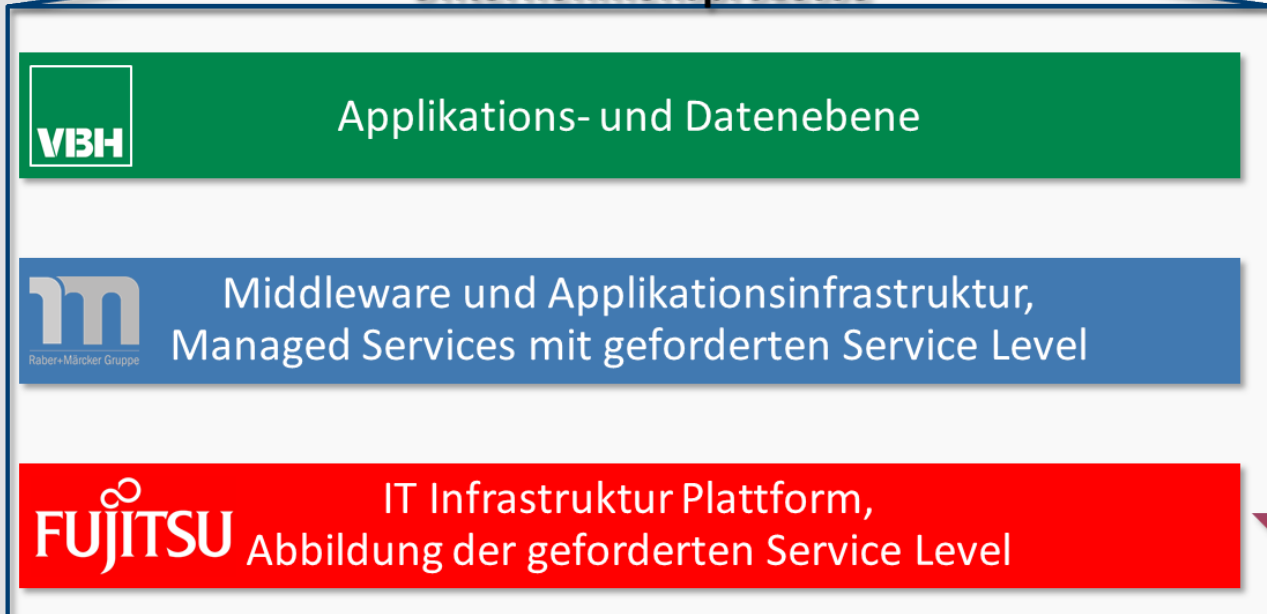 VBH
Applikations- und Datenebene
Middleware und Applikationsinfrastruktur,
Managed Services mit geforderten Service Level
Raber+Märcker Gruppe
IT Infrastruktur Plattform,
FUJITSU
Abbildung der geforderten Service Level